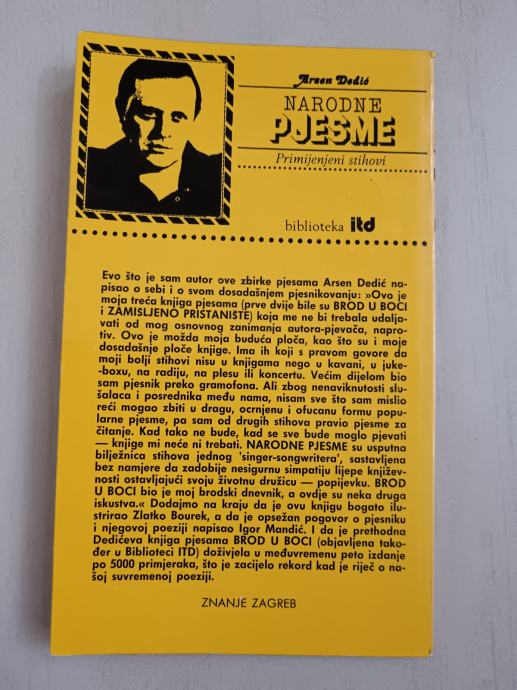 Arsen Dedić
NARODNE
PJESME
Primijenjeni stihovi
biblioteka itd
Evo što je sam autor ove zbirke pjesama Arsen Dedić na-
pisao o sebi i o svom dosadašnjem pjesnikovanju: »Ovo je
moja treća knjiga pjesama (prve dvije bile su BROD U BOCI
i ZAMIŠLJENO PRISTANIŠTE) koja me ne bi trebala udalja-
vati od mog osnovnog zanimanja autora-pjevača, napro-
tiv. Ovo je možda moja buduća ploča, kao što su i moje
dosadašnje ploče knjige. Ima ih koji s pravom govore da
moji bolji stihovi nisu u knjigama nego u kavani, u juke-
-boxu, na radiju, na plesu ili koncertu. Većim dijelom bio
sam pjesnik preko gramofona. Ali zbog nenaviknutosti slu-
šalaca i posrednika među nama, nisam sve što sam mislio
reći mogao zbiti u dragu, ocrnjenu i ofucanu formu popu-
larne pjesme, pa sam od drugih stihova pravio pjesme za
čitanje. Kad tako ne bude, kad se sve bude moglo pjevati
— knjige mi neće ni trebati. NARODNE PJESME su usputna
bilježnica stihova jednog 'singer-songwritera', sastavljena
bez namjere da zadobije nesigurnu simpatiju lijepe književ-
nosti ostavljajući svoju životnu družicu — popijevku. BROD
U BOCI bio je moj brodski dnevnik, a ovdje su neka druga
iskustva.« Dodajmo na kraju da je ovu knjigu bogato ilu-
strirao Zlatko Bourek, a da je opsežan pogovor o pjesniku
i njegovoj poeziji napisao Igor Mandić. I da je prethodna
Dedićeva knjiga pjesama BROD U BOCI (objavljena tako-
đer u Biblioteci ITD) doživjela u međuvremenu peto izdanje
po 5000 primjeraka, što je zacijelo rekord kad je riječ o na-
šoj suvremenoj poeziji.
ZNANJE ZAGREB